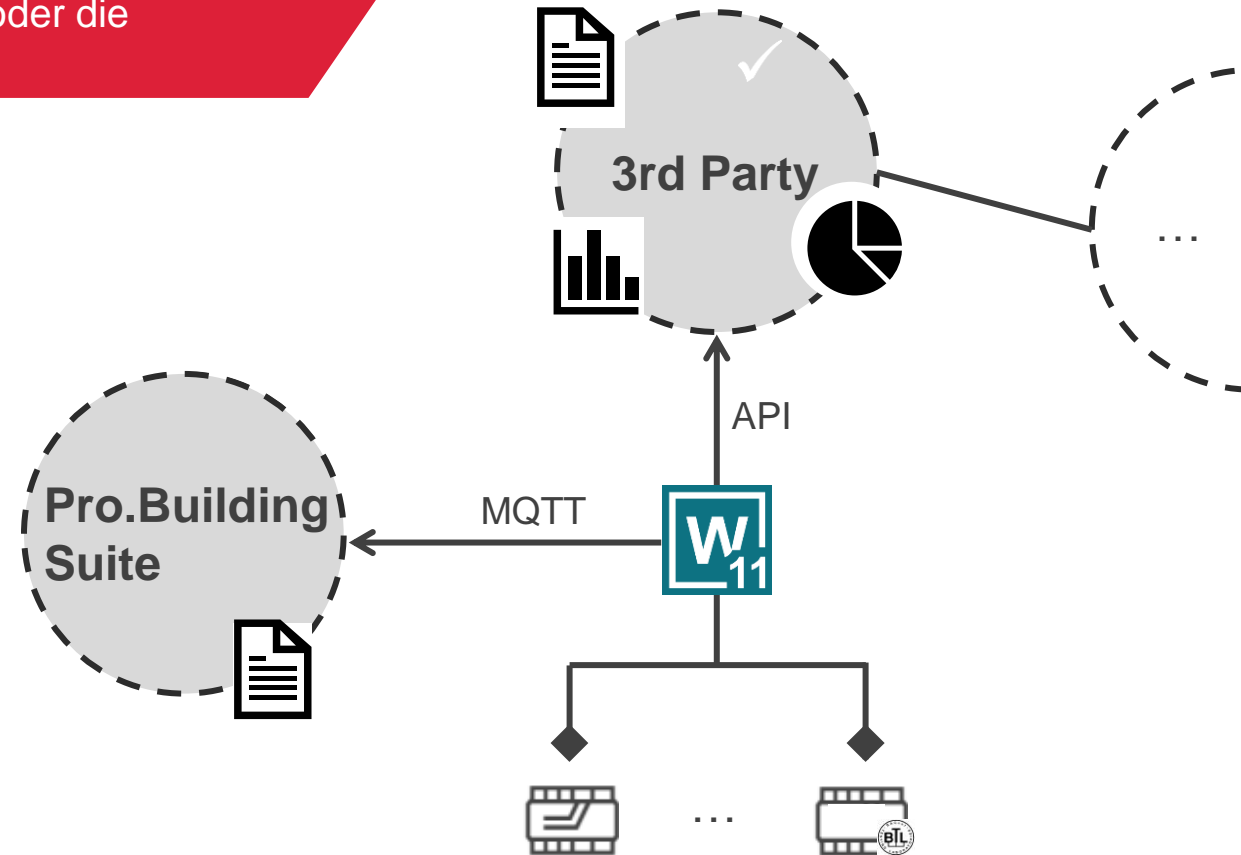 oder die
3rd Party
...
API
MQTT
Pro.Building
Suite
W
11
...
BTL